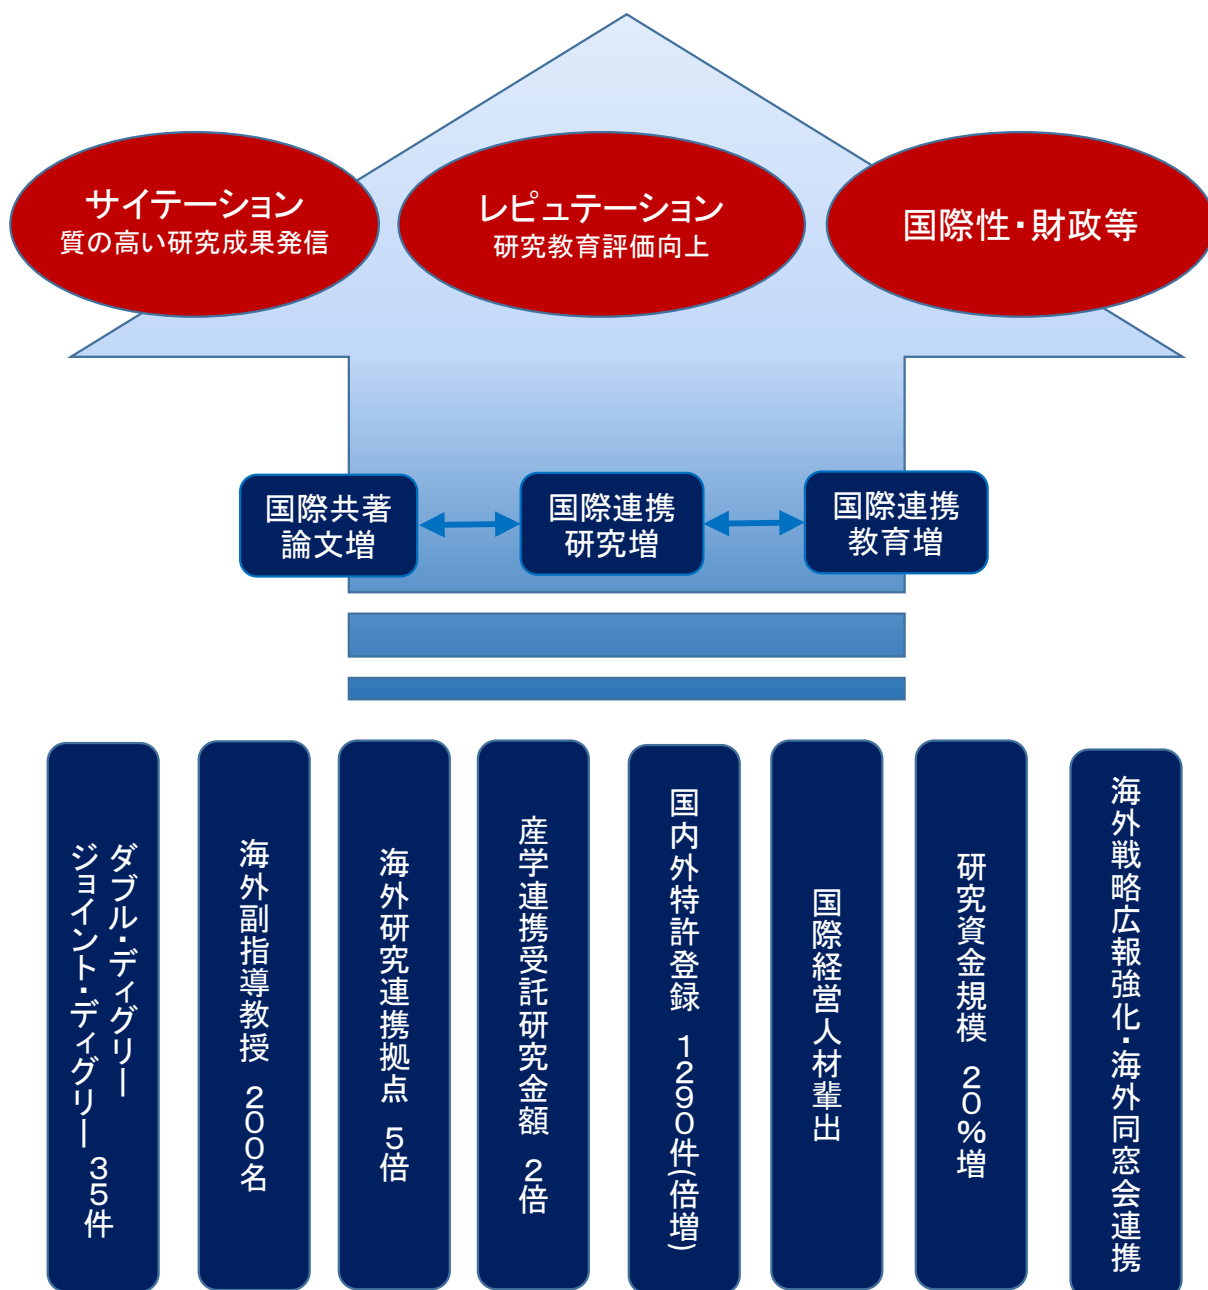 サイテーション
質の高い研究成果発信
レピュテーション
研究教育評価向上
国際性・財政等
国際共著
論文増
国際連携
研究増
国際連携
教育増
ダブル・ディグリー
ジョイント・ディグリー 35件
海外副指導教授 200名
海外研究連携拠点 5倍
産学連携受託研究金額 2倍
国内外特許登録 1290件(倍増)
国際経営人材輩出
研究資金規模 20%増
海外戦略広報強化・海外同窓会連携